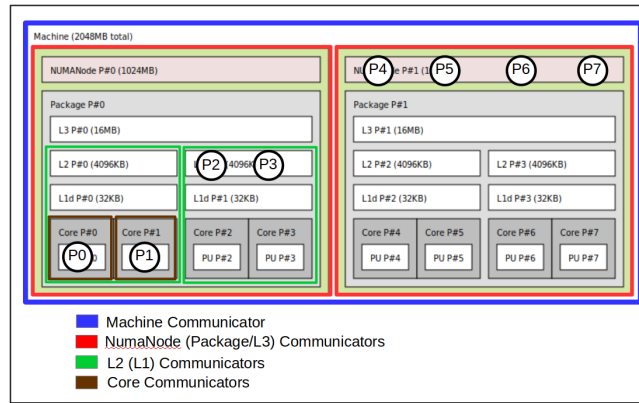 Machine (2048MB total)
NUMANode P#0 (1024MB)
P4 P5 P6 P7
P#1
Package P#0
Package P#1
L3 P#0 (16MB)
L3 P#1 (16MB)
L2 P#0 (4096KB)
P2 P3
L2 P#2 (4096KB)
L2 P#3 (4096KB)
L1d P#0 (32KB)
L1d P#1 (32KB)
L1d P#2 (32KB)
L1d P#3 (32KB)
Core P#0
Core P#1
Core P#2
Core P#3
Core P#4
Core P#5
Core P#6
Core P#7
P0
P1
PU P#2
PU P#3
PU P#4
PU P#5
PU P#6
PU P#7
Machine Communicator
NumaNode (Package/L3) Communicators
L2 (L1) Communicators
Core Communicators